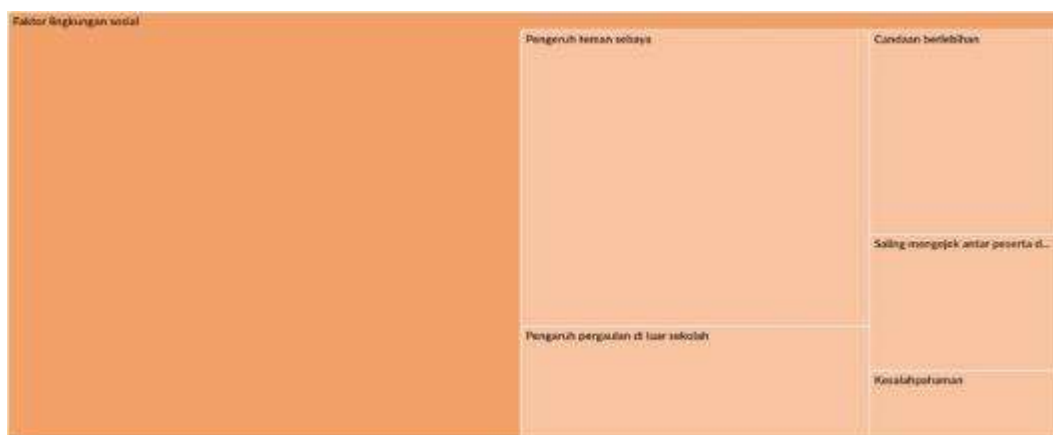 Faktor lingkungan sosial
Pengaruh teman sebaya
Candaan berlebihan
Saling mengejek antar peserta d...
Pengaruh pergaulan di luar sekolah
Kesalahpahaman